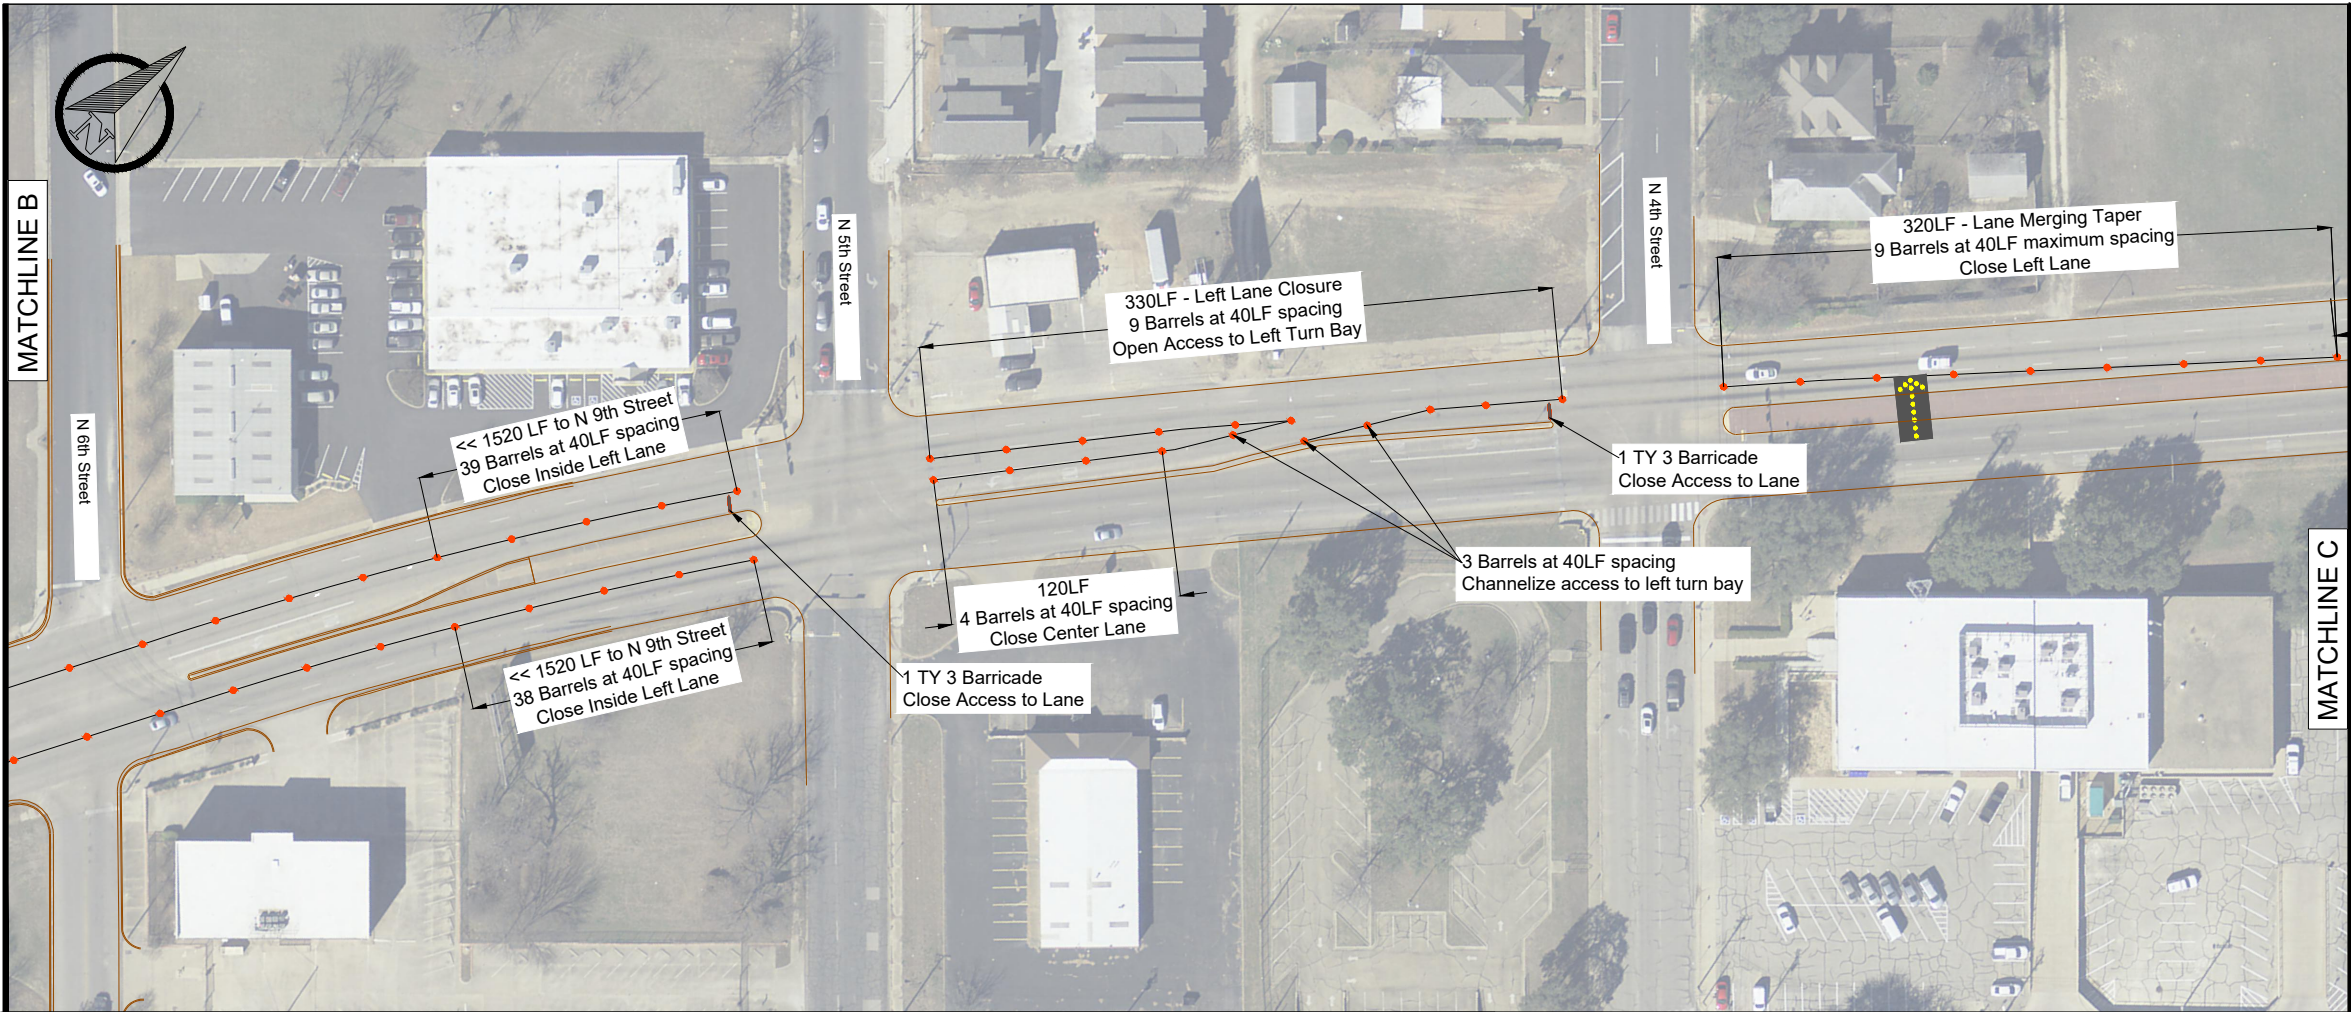 N
MATCHLINE B
N 6th Street
<< 1520 LF to N 9th Street
39 Barrels at 40LF spacing
Close Inside Left Lane
<< 1520 LF to N 9th Street
38 Barrels at 40LF spacing
Close Inside Left Lane
N 5th Street
1 TY 3 Barricade
Close Access to Lane
330LF - Left Lane Closure
9 Barrels at 40LF spacing
Open Access to Left Turn Bay
120LF
4 Barrels at 40LF spacing
Close Center Lane
3 Barrels at 40LF spacing
Channelize access to left turn bay
1 TY 3 Barricade
Close Access to Lane
N 4th Street
320LF - Lane Merging Taper
9 Barrels at 40LF maximum spacing
Close Left Lane
MATCHLINE C